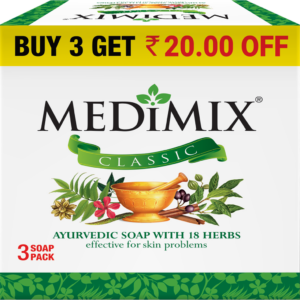 BUY 3 GET ₹ 20.00 OFF
MEDiMIX®
CLASSIC
AYURVEDIC SOAP WITH 18 HERBS
effective for skin problems
3 SOAP
PACK